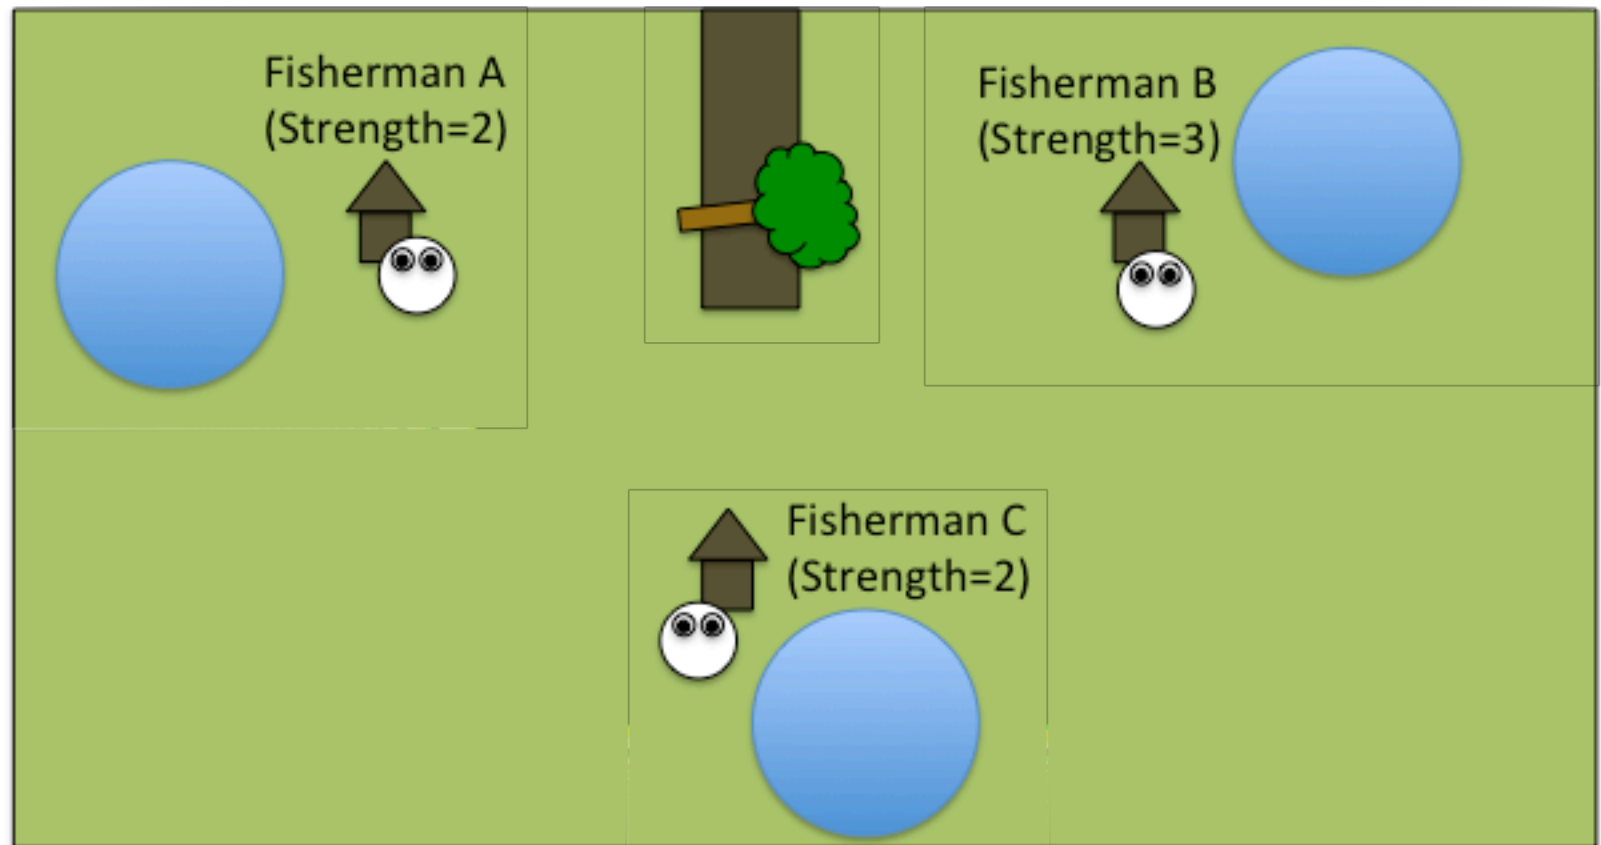 Fisherman A
(Strength=2)
Fisherman B
(Strength=3)
Fisherman C
(Strength=2)